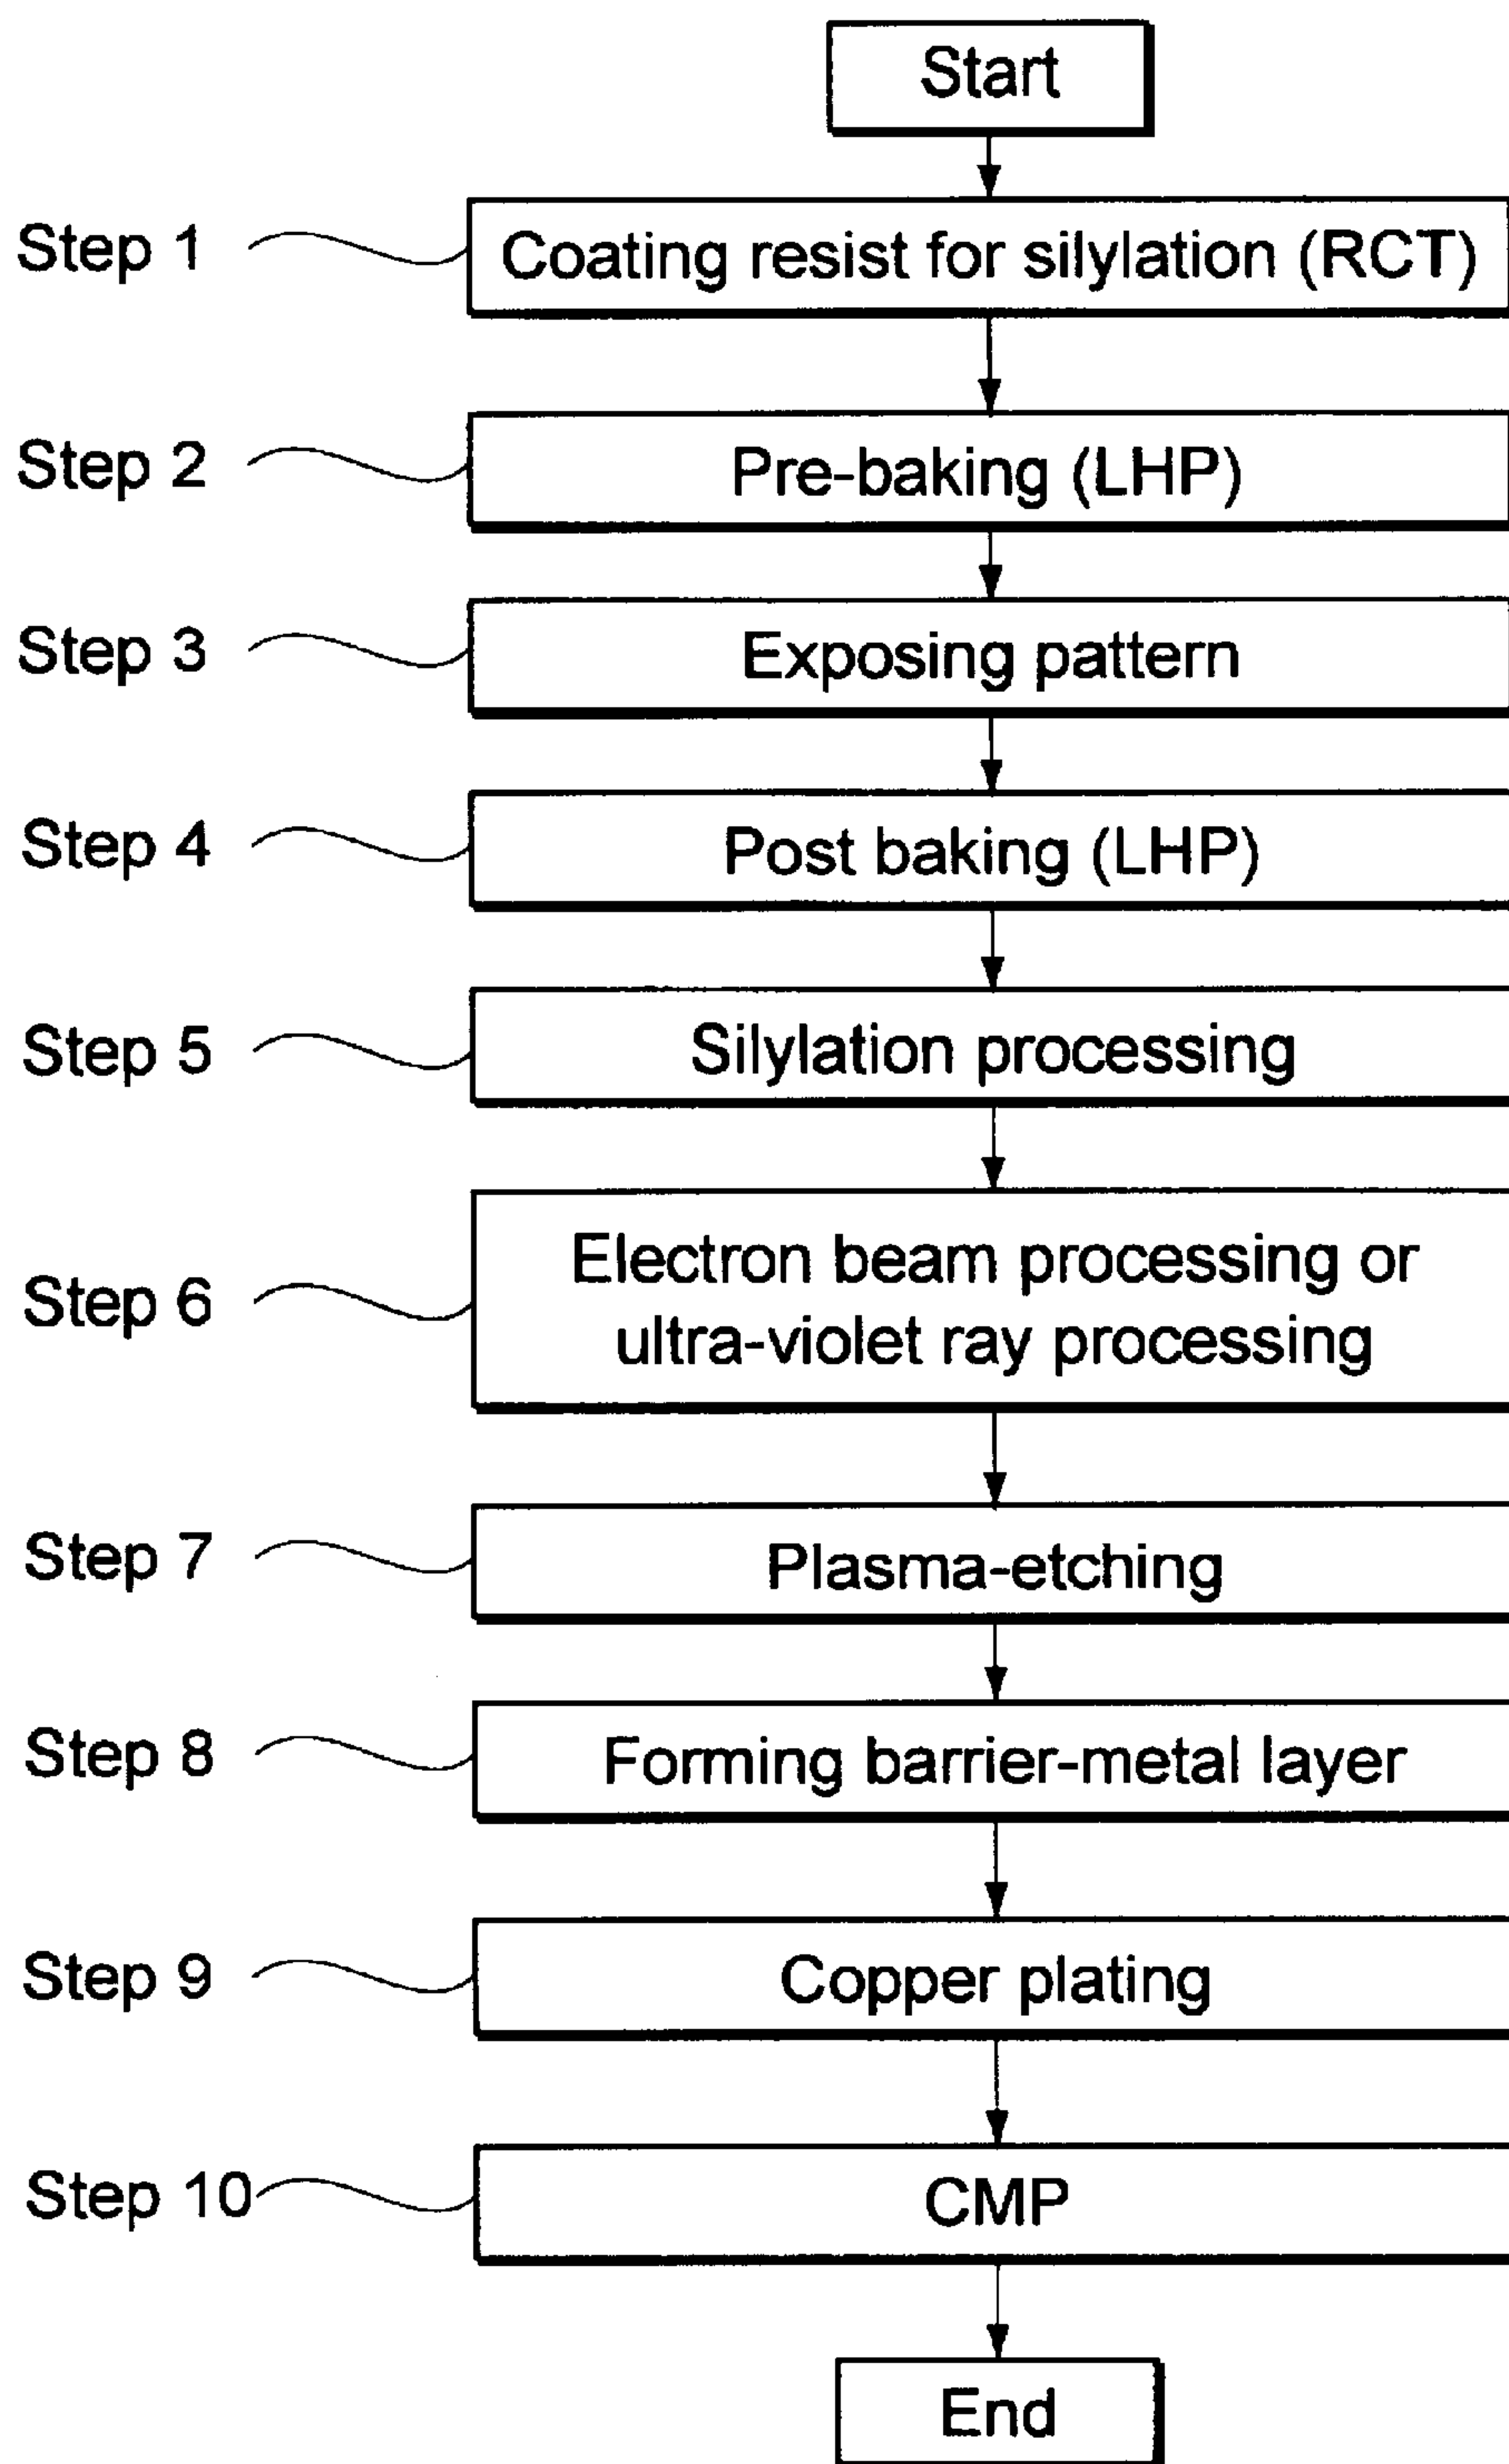 Start
Step 1
Coating resist for silylation (RCT)
Step 2
Pre-baking (LHP)
Step 3
Exposing pattern
Step 4
Post baking (LHP)
Step 5
Silylation processing
Step 6
Electron beam processing or
ultra-violet ray processing
Step 7
Plasma-etching
Step 8
Forming barrier-metal layer
Step 9
Copper plating
Step 10
CMP
End